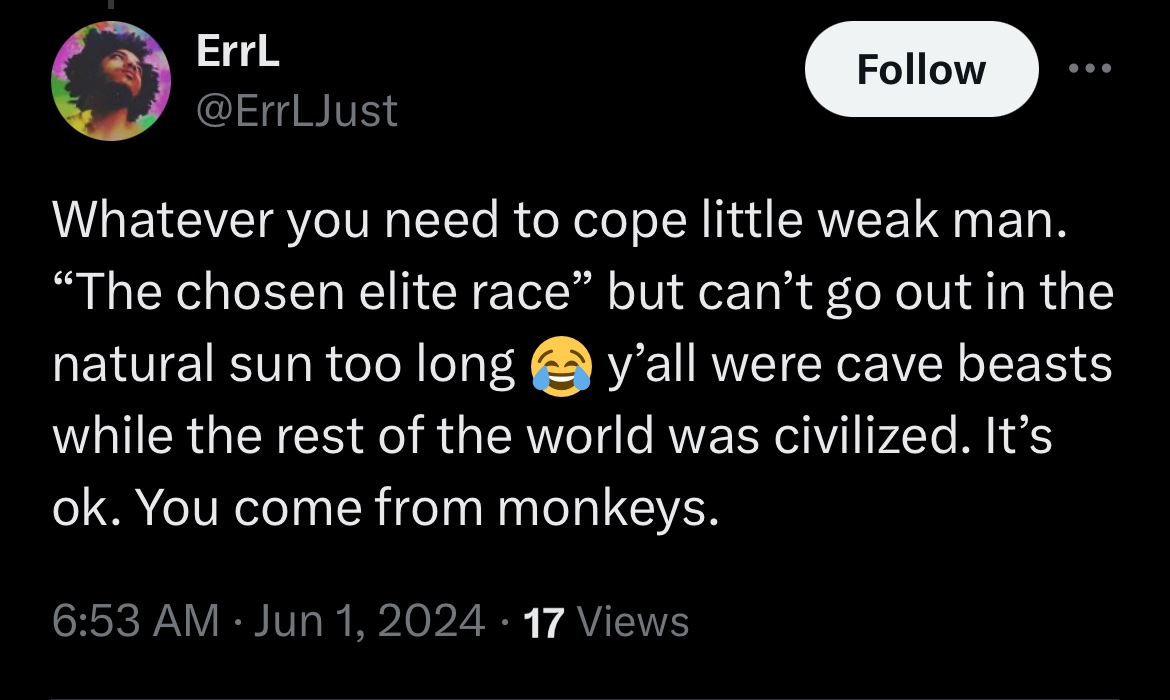 ErrL
@ErrLJust
Follow
Whatever you need to cope little weak man.
“The chosen elite race” but can’t go out in the
natural sun too long 😂 y’all were cave beasts
while the rest of the world was civilized. It’s
ok. You come from monkeys.
6:53 AM · Jun 1, 2024 · 17 Views